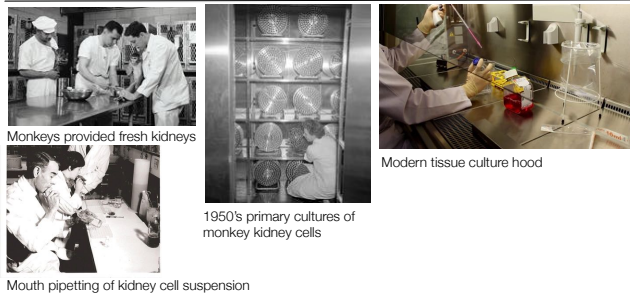 Monkeys provided fresh kidneys
1950's primary cultures of
monkey kidney cells
Modern tissue culture hood
Mouth pipetting of kidney cell suspension